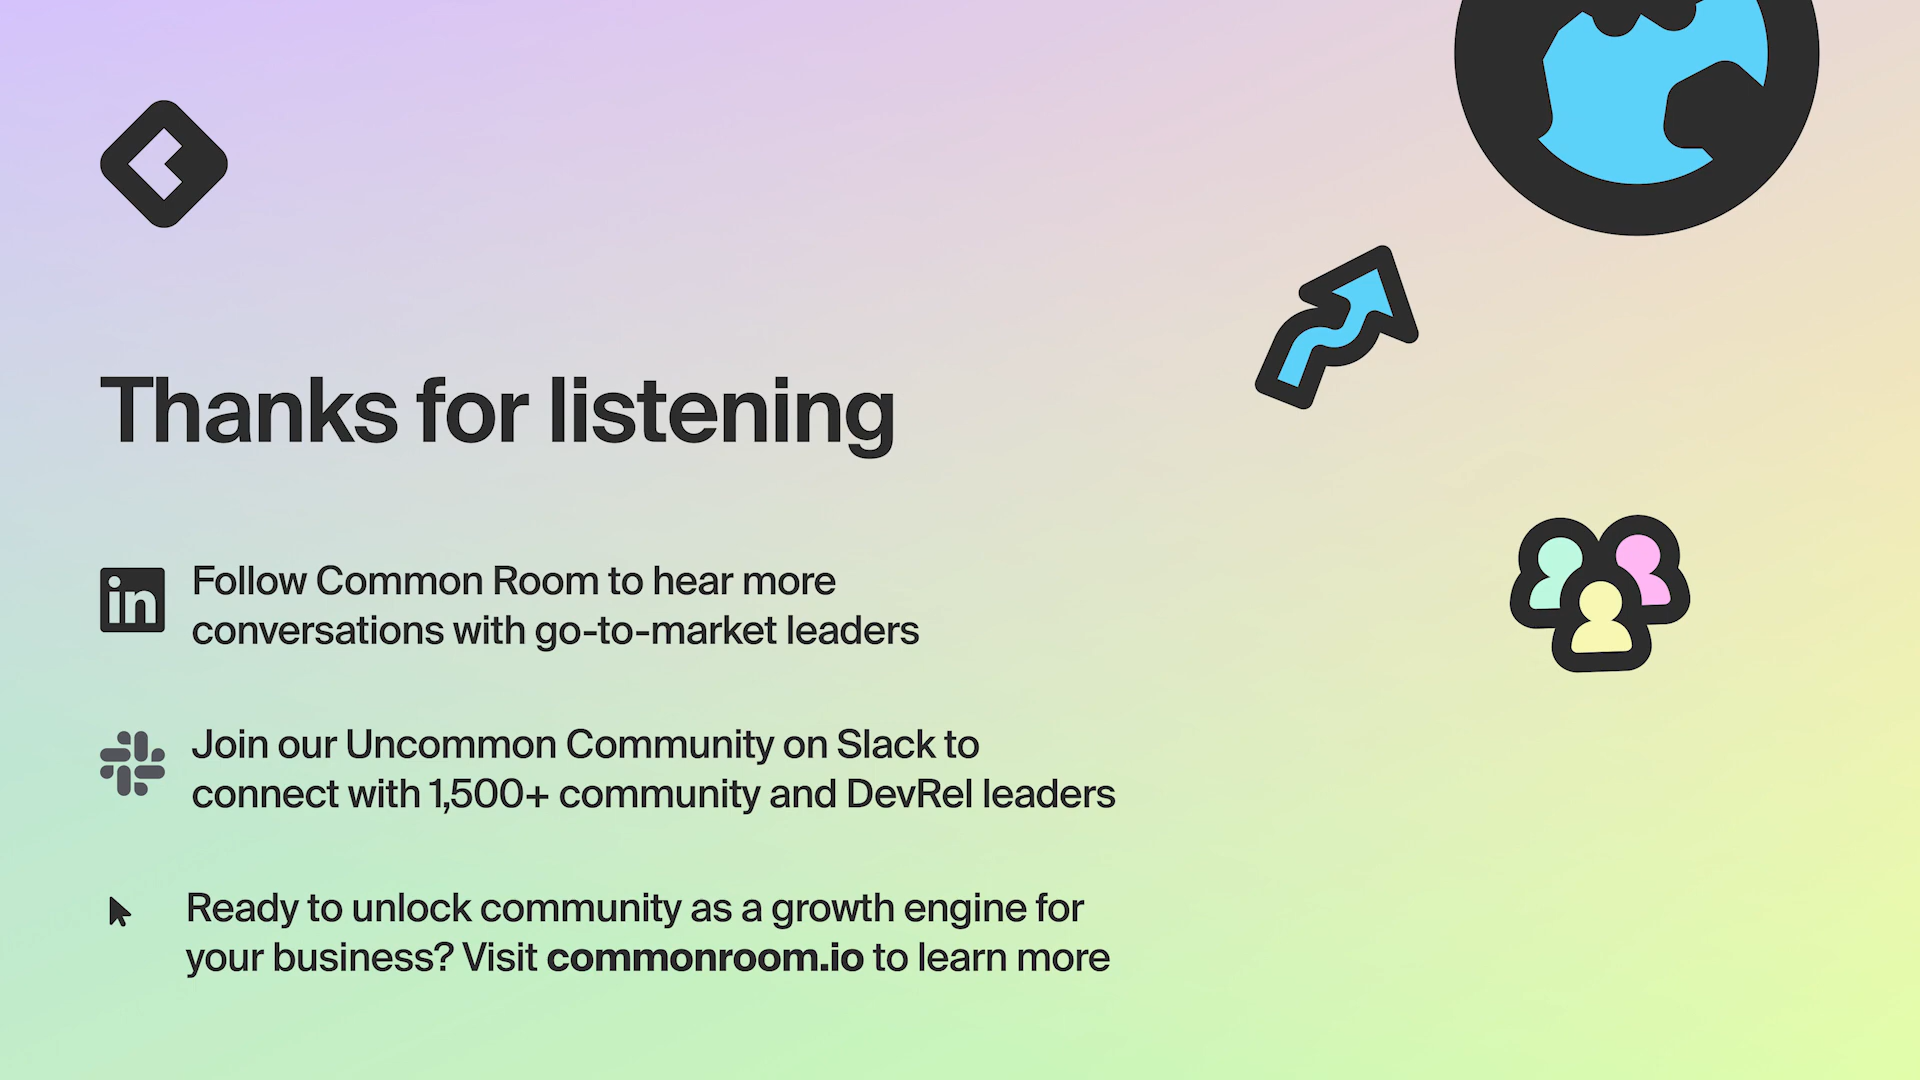 Thanks for listening
in
Follow Common Room to hear more
conversations with go-to-market leaders
Join our Uncommon Community on Slack to
connect with 1,500+ community and DevRel leaders
Ready to unlock community as a growth engine for
your business? Visit commonroom.io to learn more